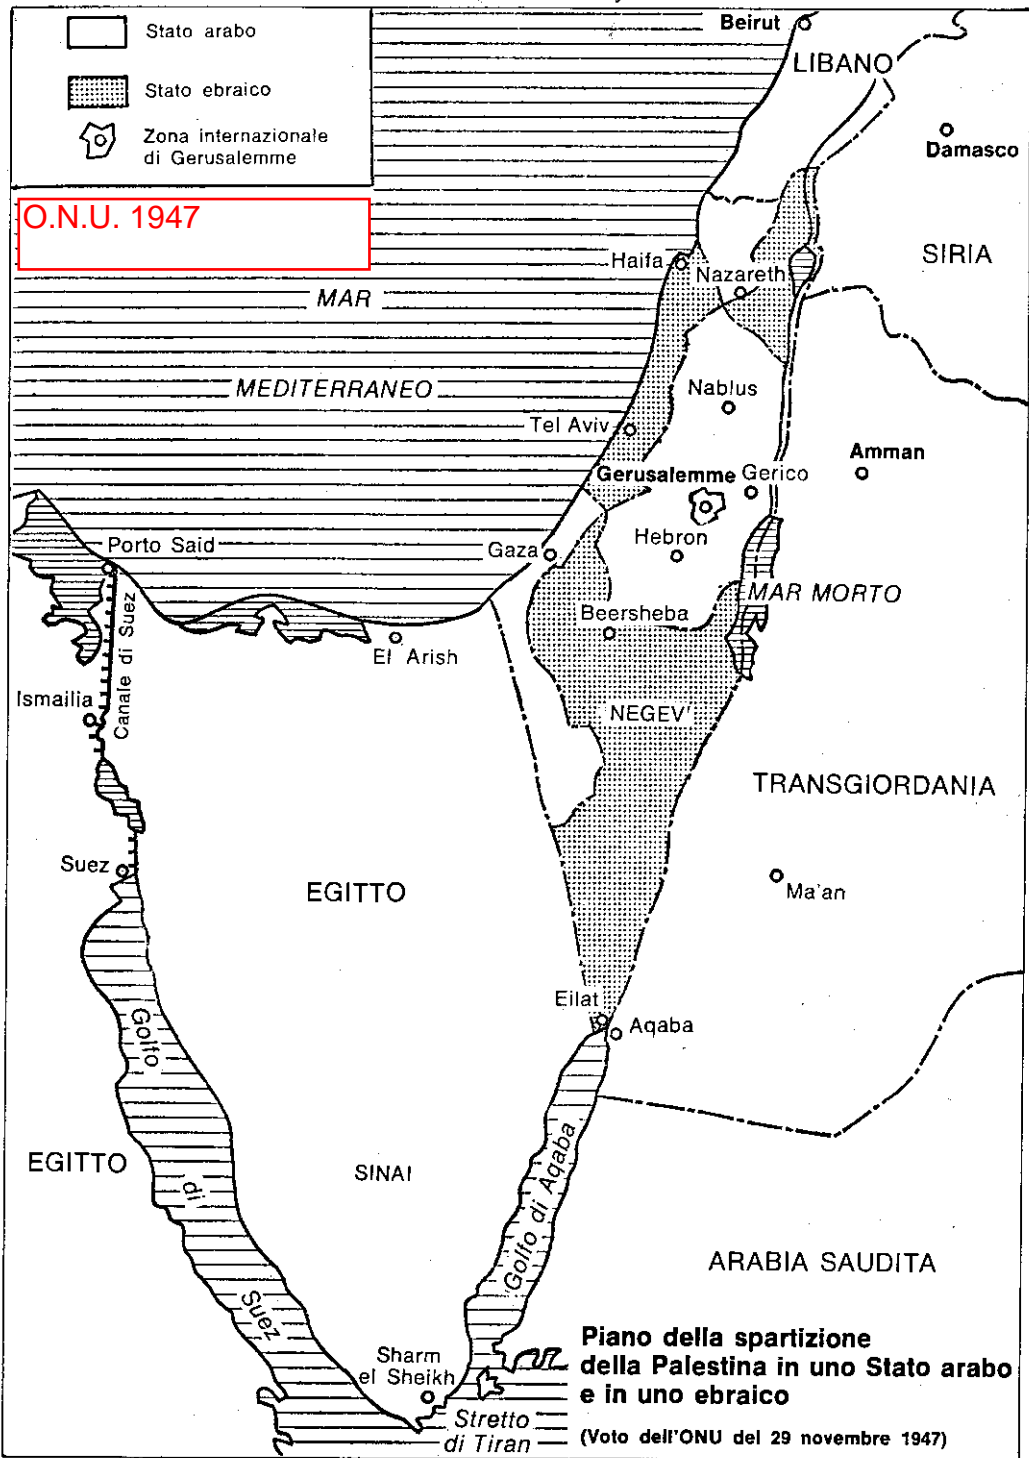 Stato arabo
Stato ebraico
Zona internazionale
di Gerusalemme
O.N.U. 1947
Beirut
LIBANO
Damasco
SIRIA
Haifa
Nazareth
MAR
MEDITERRANEO
Nablus
Tel Aviv
Amman
Gerusalemme
Gerico
Porto Said
Gaza
Hebron
MAR MORTO
Beersheba
El Arish
Canale di Suez
Ismailia
NEGEV'
TRANSGIORDANIA
Suez
EGITTO
Ma'an
Eilat
Aqaba
Golfo
di
Suez
EGITTO
SINAI
Golfo di Aqaba
ARABIA SAUDITA
Sharm
el Sheikh
Stretto
di Tiran
Piano della spartizione
della Palestina in uno Stato arabo
e in uno ebraico
(Voto dell'ONU del 29 novembre 1947)